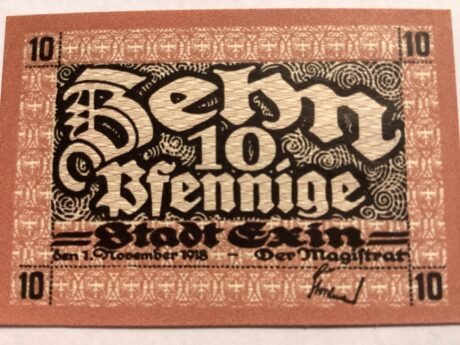 10 10
Zehn
10
Pfennige
=Stadt Exin=
den 1. November 1918 – Der Magistrat
10 10